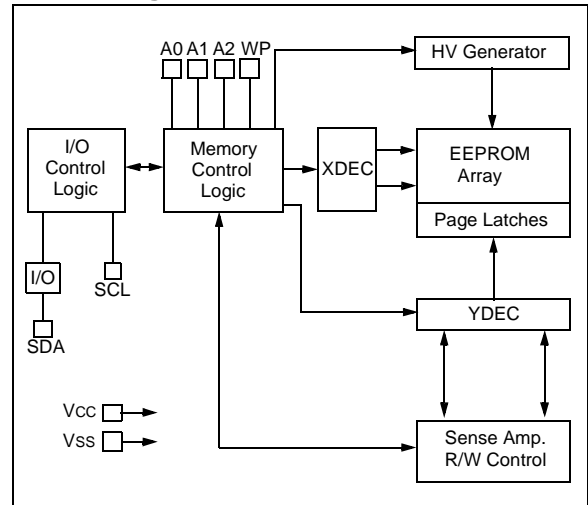 A0 A1 A2 WP
HV Generator
I/O
Control
Logic
Memory
Control
Logic
XDEC
EEPROM
Array
Page Latches
I/O
SCL
SDA
YDEC
VCC
VSS
Sense Amp.
R/W Control